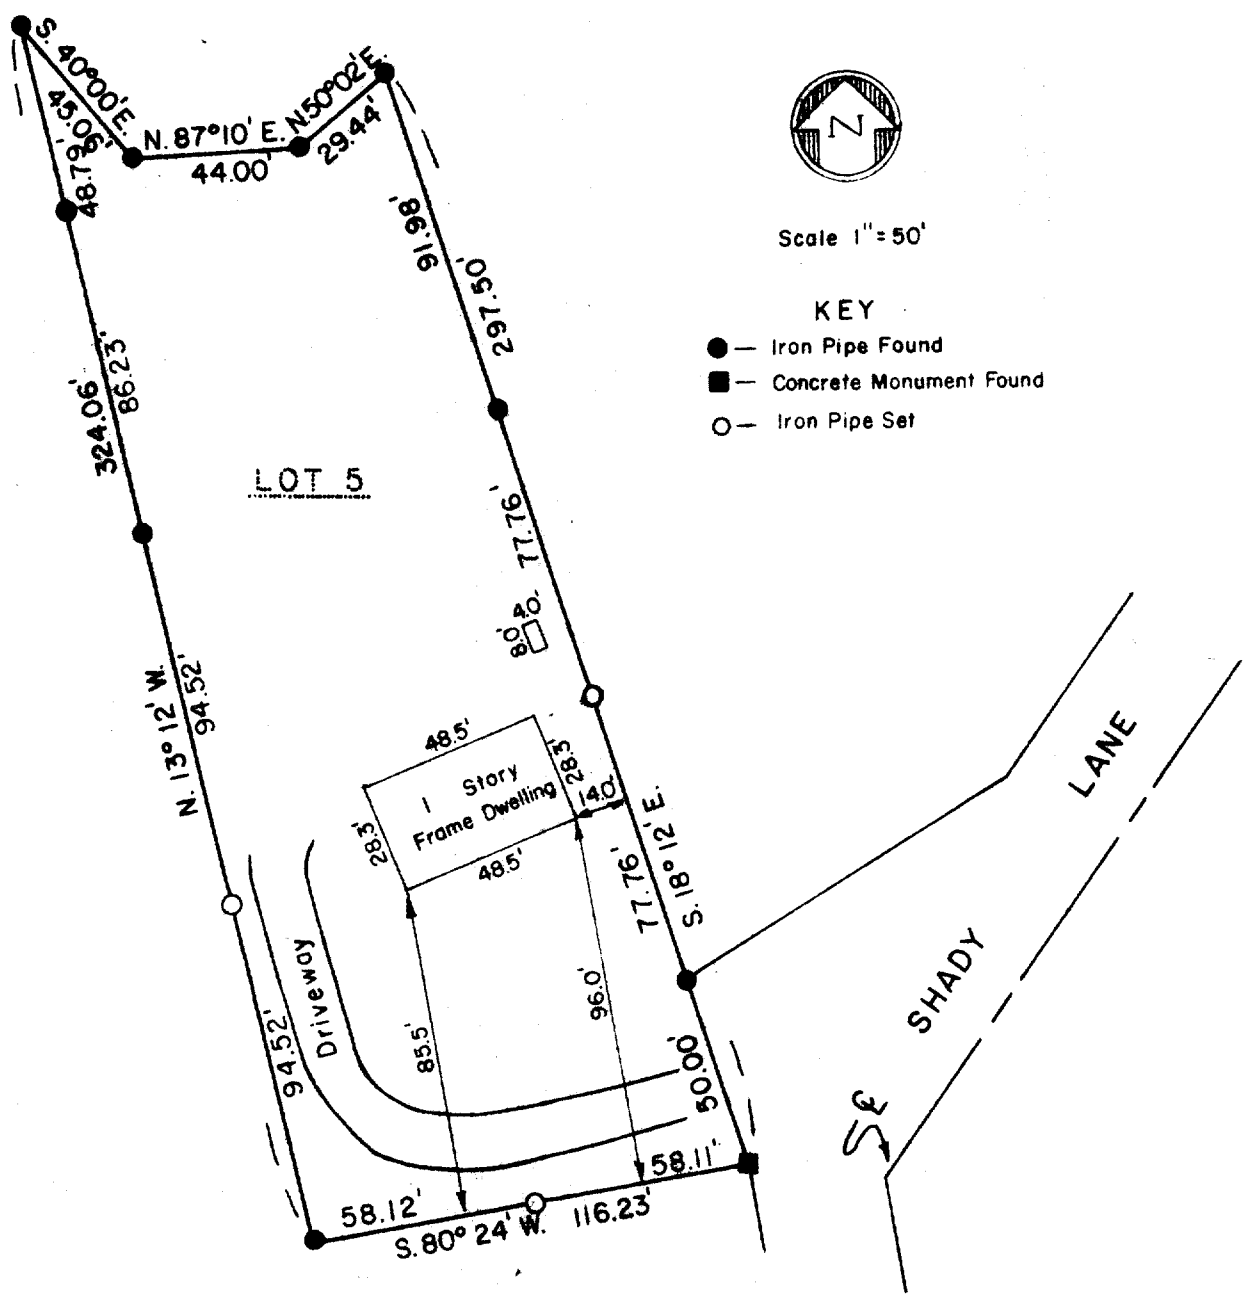 S. 40°00' E.
45.06'
N. 87°10' E.
44.00'
N. 50°02' E.
29.44'
48.79'
91.98'
297.50'
N
Scale 1"=50'
KEY
— Iron Pipe Found
— Concrete Monument Found
— Iron Pipe Set
324.06'
86.23'
LOT 5
77.76'
4.0'
8.0'
N. 13° 12' W.
94.52'
48.5'
28.3'
1 Story
Frame Dwelling
14.0'
28.3'
48.5'
77.76'
S. 18° 12' E.
LANE
SHADY
Driveway
94.52'
85.5'
96.0'
50.00'
℄
58.12'
58.11'
S. 80° 24' W.
116.23'